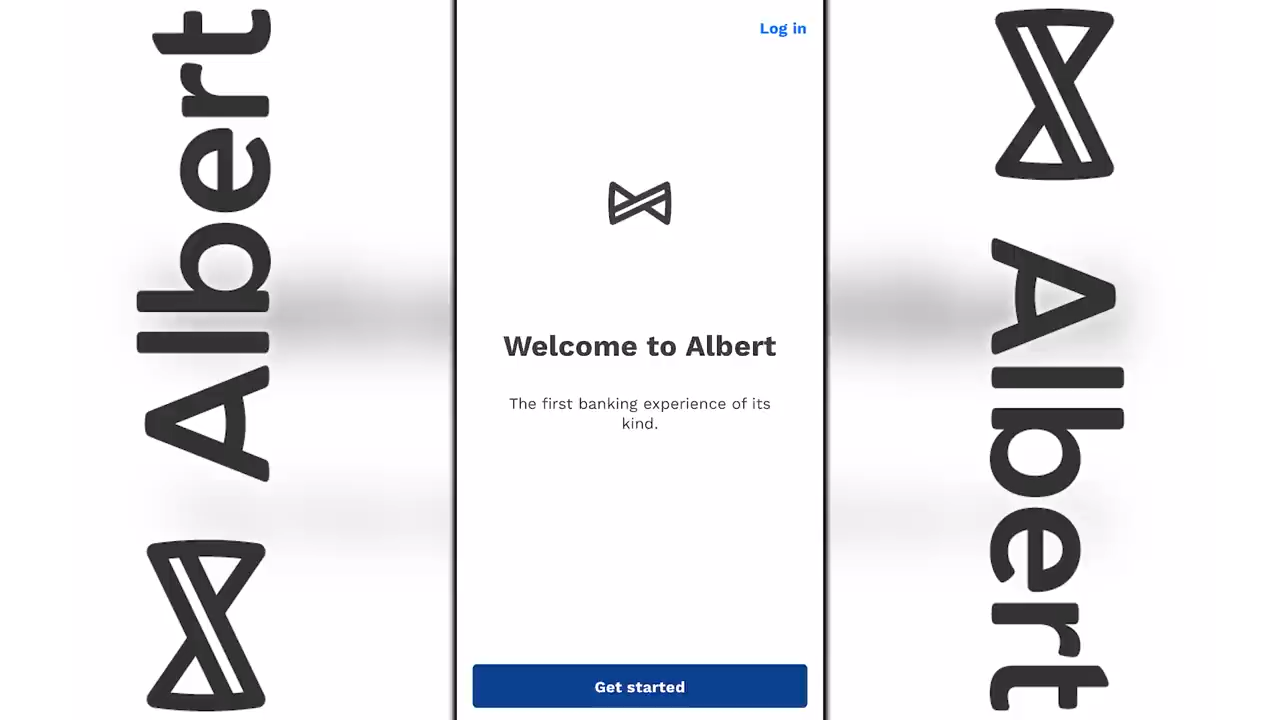 Albert
Log in
Welcome to Albert
The first banking experience of its
kind.
Get started
Albert